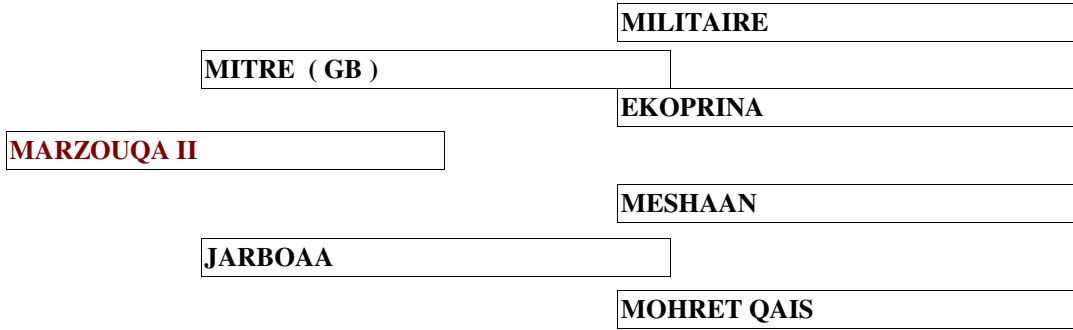 MILITAIRE
MITRE ( GB )
EKOPRINA
MARZOUQA II
MESHAAN
JARBOAA
MOHRET QAIS